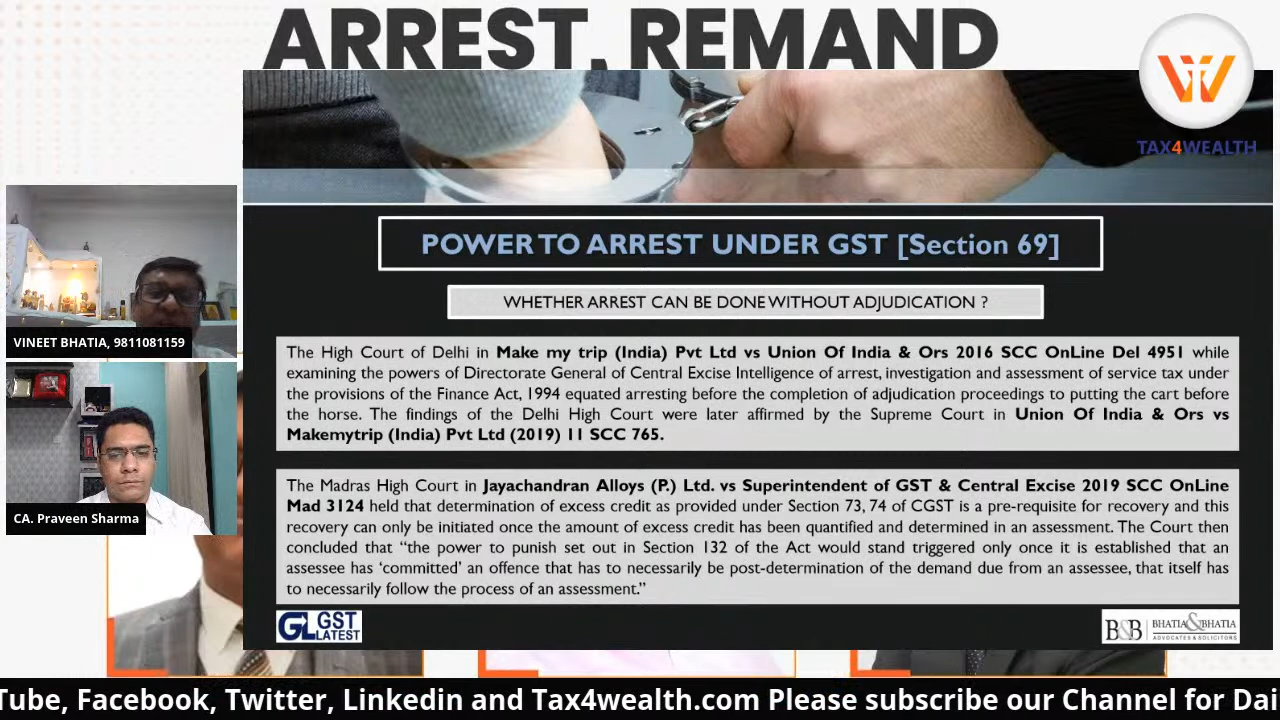 ARREST, REMAND
TAX4WEALTH
POWER TO ARREST UNDER GST [Section 69]
WHETHER ARREST CAN BE DONE WITHOUT ADJUDICATION ?
The High Court of Delhi in Make my trip (India) Pvt Ltd vs Union Of India & Ors 2016 SCC OnLine Del 4951 while
examining the powers of Directorate General of Central Excise Intelligence of arrest, investigation and assessment of service tax under
the provisions of the Finance Act, 1994 equated arresting before the completion of adjudication proceedings to putting the cart before
the horse. The findings of the Delhi High Court were later affirmed by the Supreme Court in Union Of India & Ors vs
Makemytrip (India) Pvt Ltd (2019) 11 SCC 765.
The Madras High Court in Jayachandran Alloys (P.) Ltd. vs Superintendent of GST & Central Excise 2019 SCC OnLine
Mad 3124 held that determination of excess credit as provided under Section 73, 74 of CGST is a pre-requisite for recovery and this
recovery can only be initiated once the amount of excess credit has been quantified and determined in an assessment. The Court then
concluded that “the power to punish set out in Section 132 of the Act would stand triggered only once it is established that an
assessee has ‘committed’ an offence that has to necessarily be post-determination of the demand due from an assessee, that itself has
to necessarily follow the process of an assessment.”
VINEET BHATIA, 9811081159
CA. Praveen Sharma
GL GST LATEST
B&B BHATIA&BHATIA
ADVOCATES & SOLICITORS
Tube, Facebook, Twitter, Linkedin and Tax4wealth.com Please subscribe our Channel for Dai